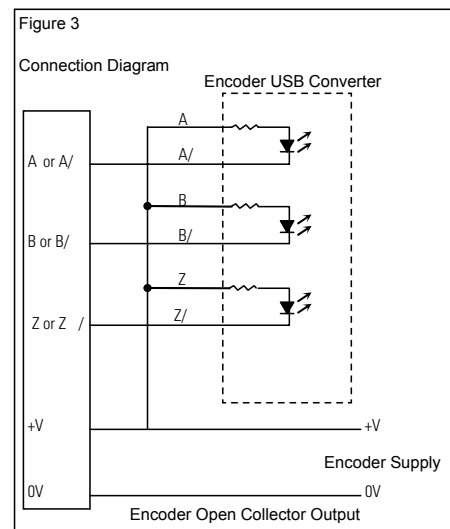 Figure 3
Connection Diagram
Encoder USB Converter
A
A or A/
A/
B
B or B/
B/
Z
Z or Z /
Z/
+V
+V
Encoder Supply
0V
0V
Encoder Open Collector Output